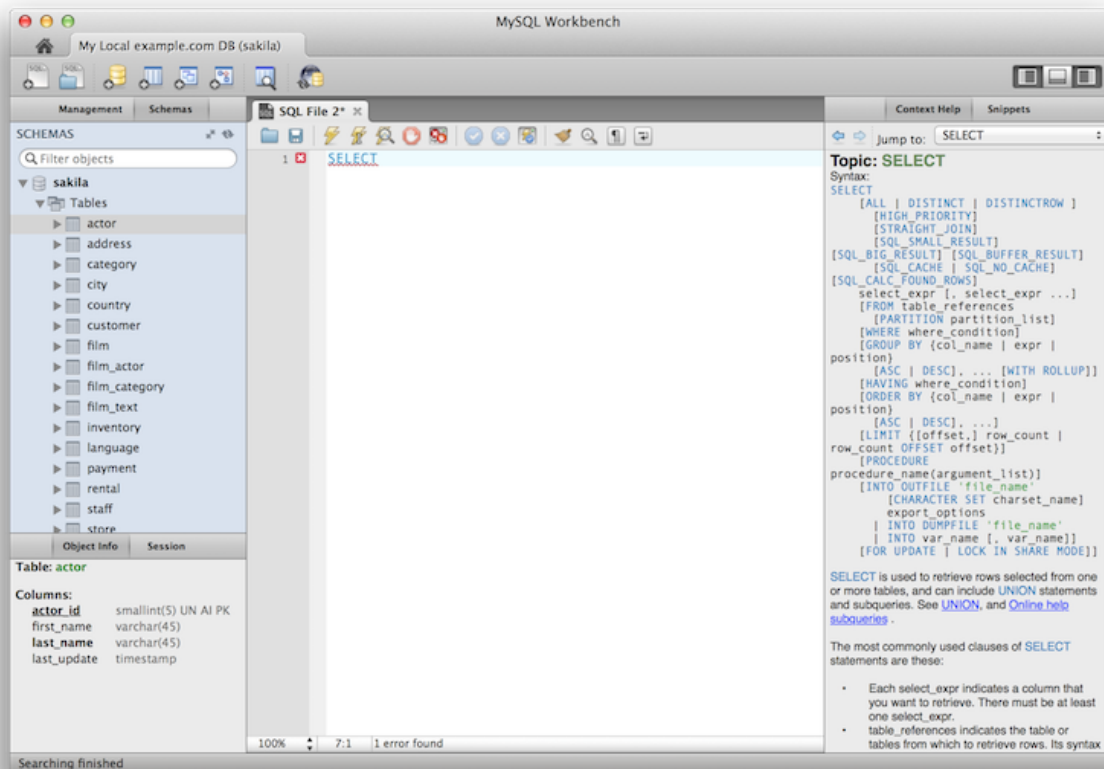 MySQL Workbench
My Local example.com DB (sakila)
Management Schemas
SCHEMAS
Filter objects
sakila
Tables
actor
address
category
city
country
customer
film
film_actor
film_category
film_text
inventory
language
payment
rental
staff
store
Object Info Session
Table: actor
Columns:
actor_id smallint(5) UN AI PK
first_name varchar(45)
last_name varchar(45)
last_update timestamp
SQL File 2*
1 SELECT
100% 7:1 1 error found
Context Help Snippets
Jump to: SELECT
Topic: SELECT
Syntax:
SELECT
[ALL | DISTINCT | DISTINCTROW ]
[HIGH_PRIORITY]
[STRAIGHT_JOIN]
[SQL_SMALL_RESULT]
[SQL_BIG_RESULT] [SQL_BUFFER_RESULT]
[SQL_CACHE | SQL_NO_CACHE]
[SQL_CALC_FOUND_ROWS]
select_expr [, select_expr ...]
[FROM table_references
[PARTITION partition_list]
[WHERE where_condition]
[GROUP BY {col_name | expr |
position}
[ASC | DESC], ... [WITH ROLLUP]]
[HAVING where_condition]
[ORDER BY {col_name | expr |
position}
[ASC | DESC], ...]
[LIMIT {[offset,] row_count |
row_count OFFSET offset}]
[PROCEDURE
procedure_name(argument_list)]
[INTO OUTFILE 'file_name'
[CHARACTER SET charset_name]
export_options
| INTO DUMPFILE 'file_name'
| INTO var_name [, var_name]]
[FOR UPDATE | LOCK IN SHARE MODE]]
SELECT is used to retrieve rows selected from one
or more tables, and can include UNION statements
and subqueries. See UNION, and Online help
subqueries .
The most commonly used clauses of SELECT
statements are these:
• Each select_expr indicates a column that
you want to retrieve. There must be at least
one select_expr.
• table_references indicates the table or
tables from which to retrieve rows. Its syntax
Searching finished